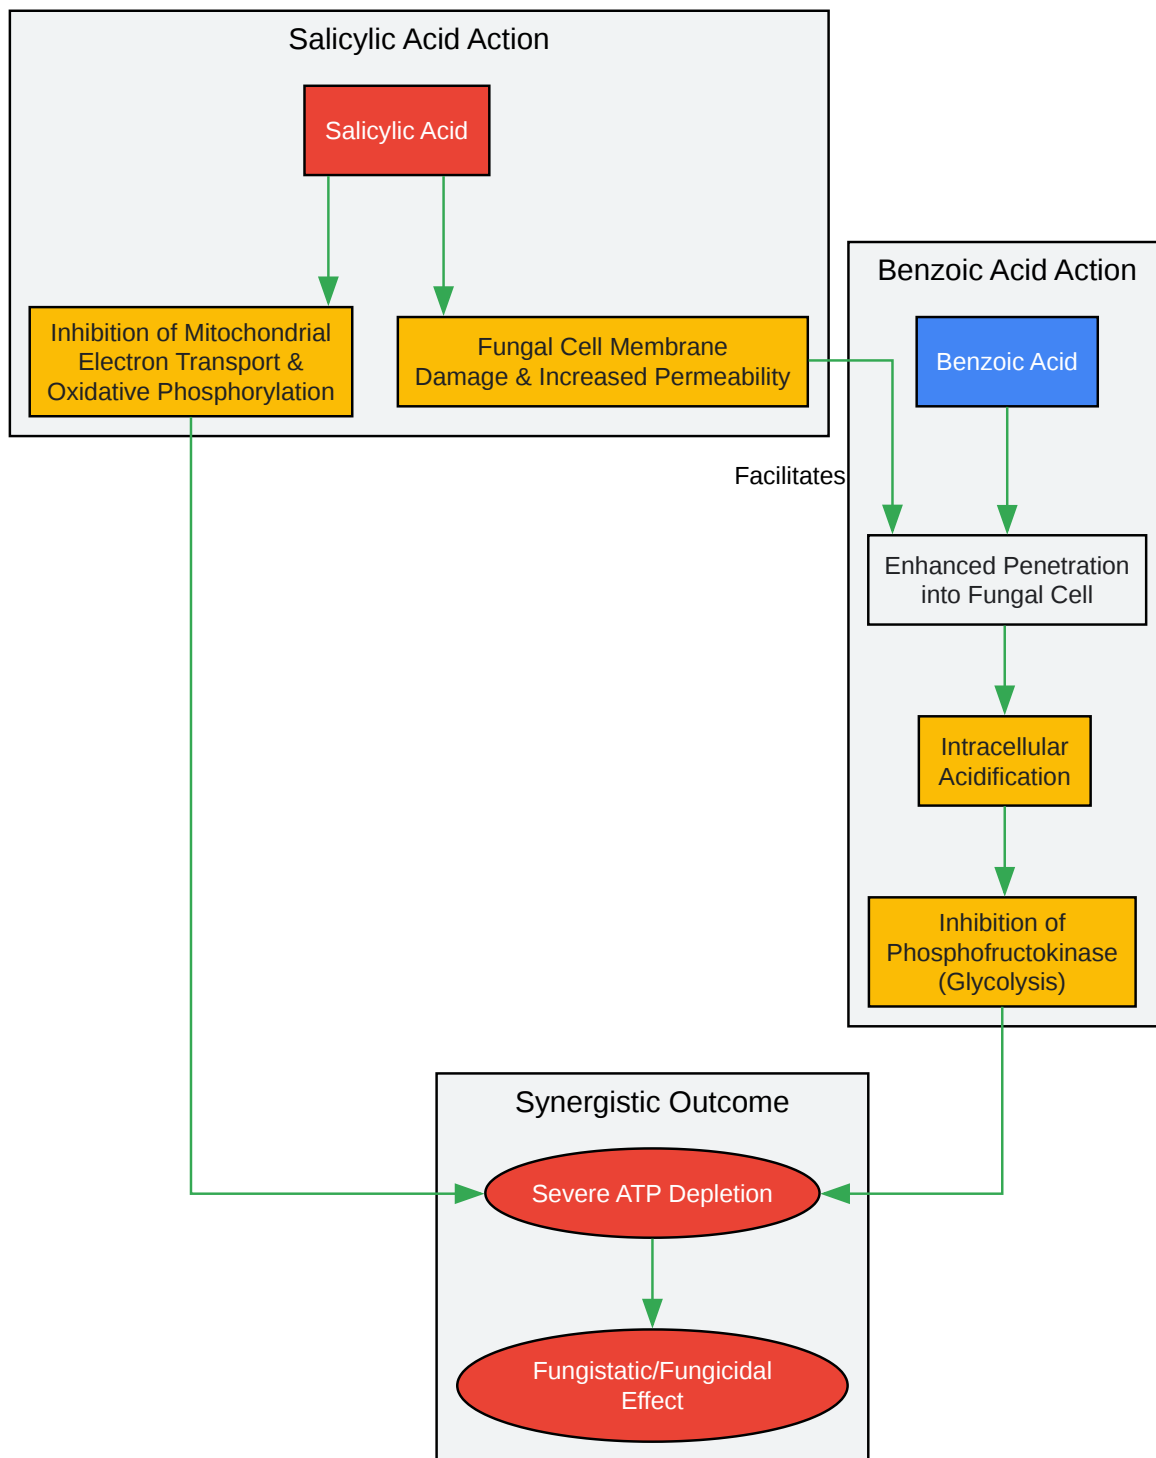 Salicylic Acid Action
Salicylic Acid
Inhibition of Mitochondrial
Electron Transport &
Oxidative Phosphorylation
Fungal Cell Membrane
Damage & Increased Permeability
Benzoic Acid Action
Benzoic Acid
Facilitates
Enhanced Penetration
into Fungal Cell
Intracellular
Acidification
Inhibition of
Phosphofructokinase
(Glycolysis)
Synergistic Outcome
Severe ATP Depletion
Fungistatic/Fungicidal
Effect